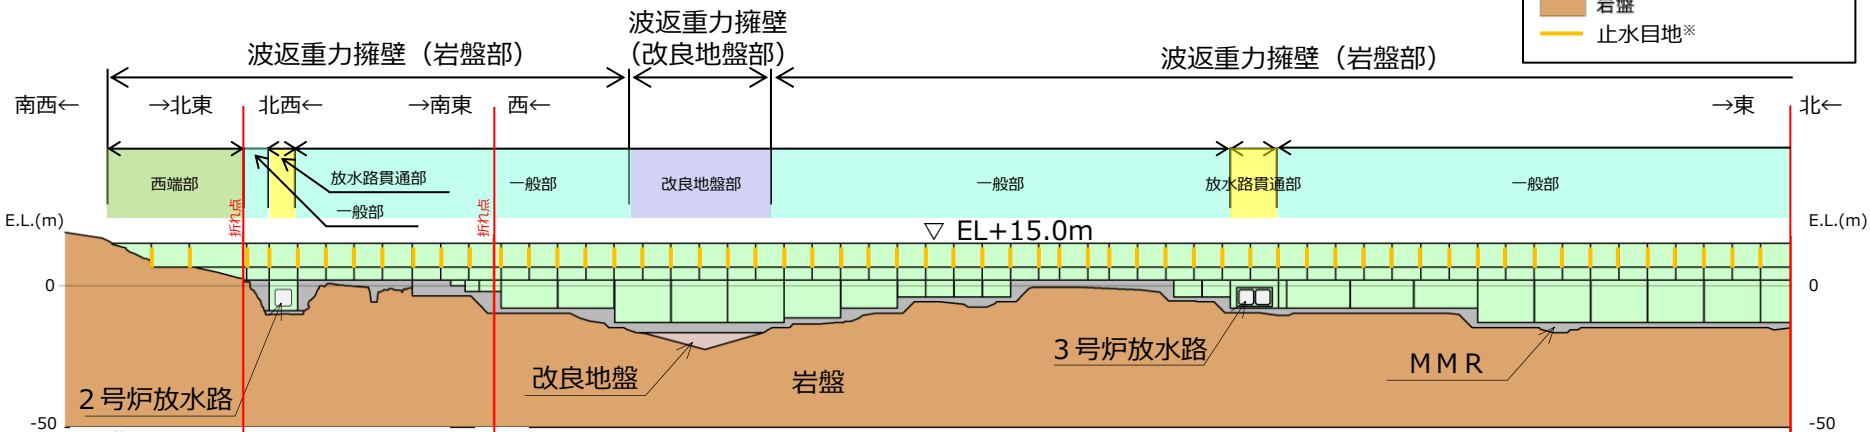 岩盤
止水目地※
波返重力擁壁（岩盤部）
波返重力擁壁
（改良地盤部）
波返重力擁壁（岩盤部）
南西←
→北東
北西←
→南東
西←
→東
北←
西端部
放水路貫通部
一般部
一般部
改良地盤部
一般部
放水路貫通部
一般部
折れ点
折れ点
E.L.(m)
▽ EL+15.0m
E.L.(m)
0
0
2号炉放水路
改良地盤
岩盤
3号炉放水路
MMR
-50
-50